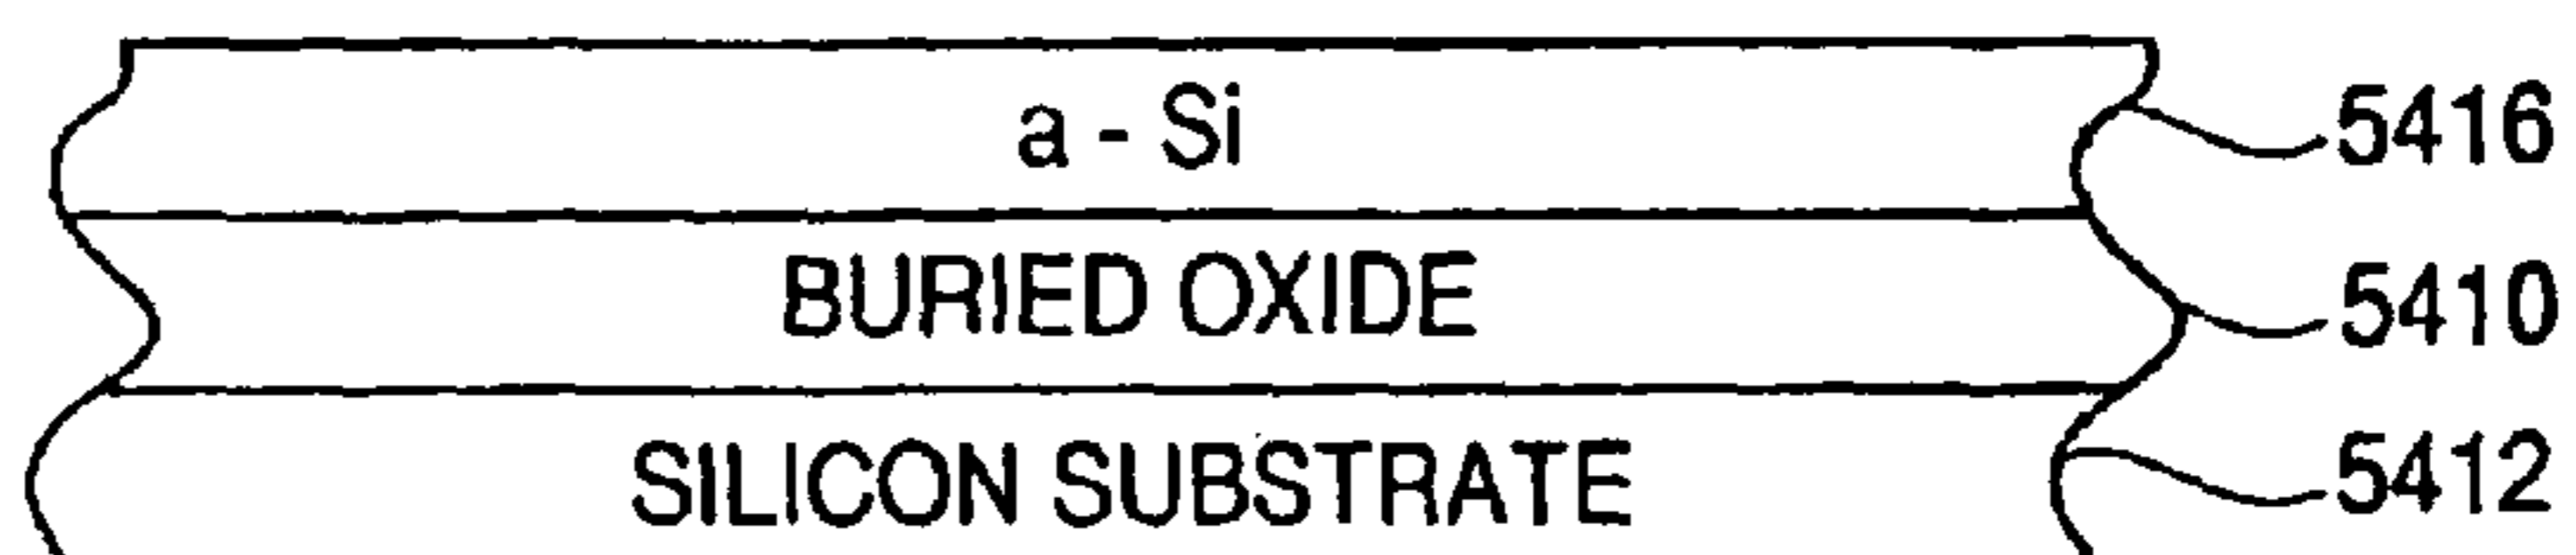 a - Si 5416
BURIED OXIDE 5410
SILICON SUBSTRATE 5412